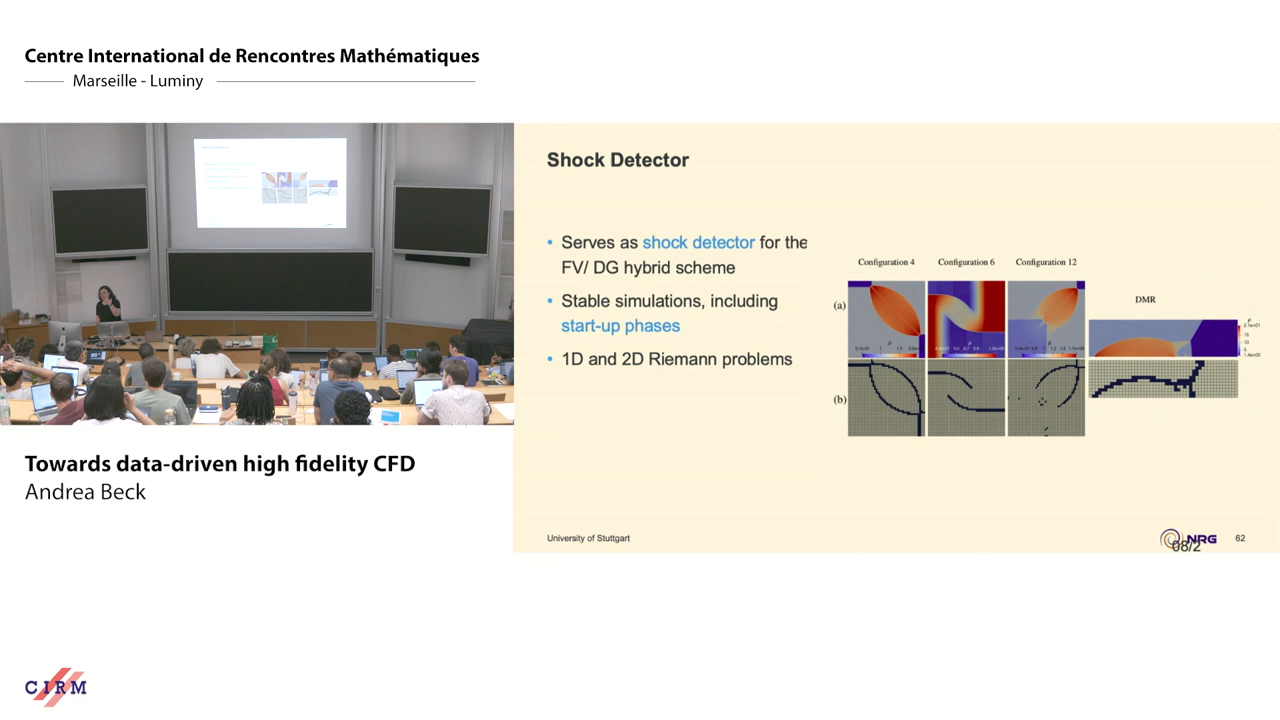 Centre International de Rencontres Mathématiques
Marseille - Luminy
Shock Detector
• Serves as shock detector for the
FV/ DG hybrid scheme
• Stable simulations, including
start-up phases
• 1D and 2D Riemann problems
Configuration 4
Configuration 6
Configuration 12
DMR
(a)
(b)
Towards data-driven high fidelity CFD
Andrea Beck
University of Stuttgart
NRG
08/2
62
CIRM